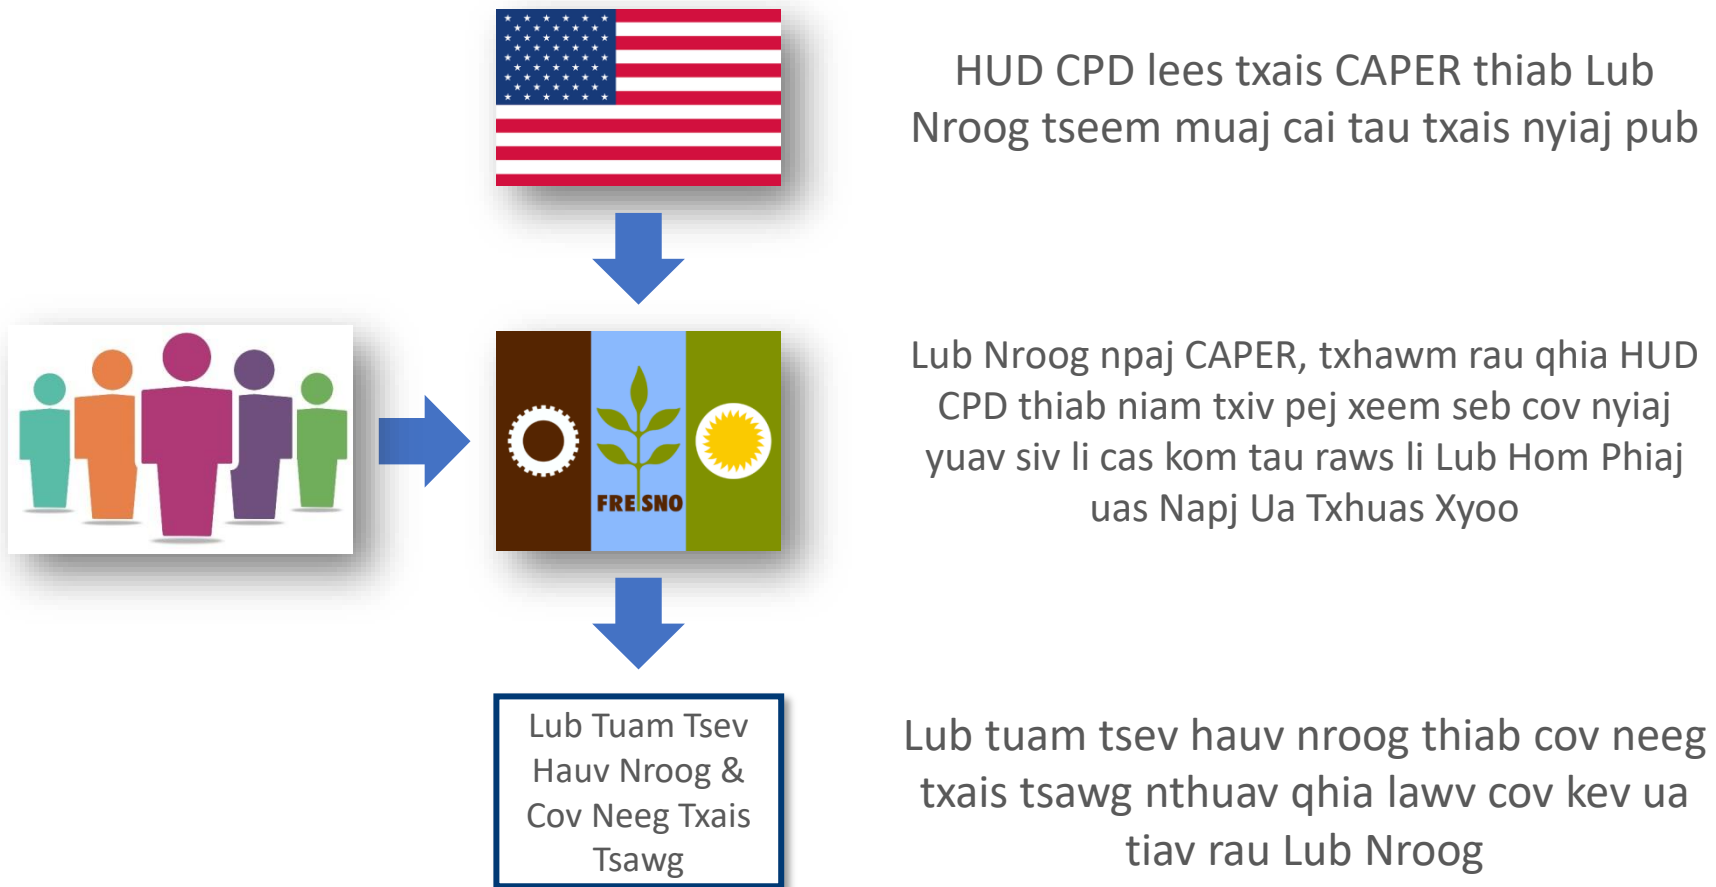 HUD CPD lees txais CAPER thiab Lub
Nroog tseem muaj cai tau txais nyiaj pub
FRESNO
Lub Nroog npaj CAPER, txhawm rau qhia HUD
CPD thiab niam txiv pej xeem seb cov nyiaj
yuav siv li cas kom tau raws li Lub Hom Phiaj
uas Napj Ua Txhuas Xyoo
Lub Tuam Tsev
Hauv Nroog &
Cov Neeg Txais
Tsawg
Lub tuam tsev hauv nroog thiab cov neeg
txais tsawg nthuav qhia lawv cov kev ua
tiav rau Lub Nroog